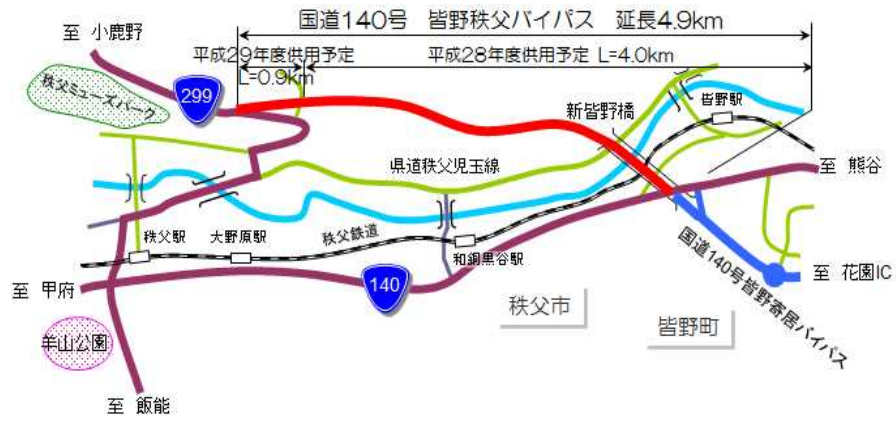 国道140号 皆野秩父バイパス 延長4.9km
至 小鹿野
平成29年度供用予定
L=0.9km
平成28年度供用予定 L=4.0km
秩父ミューズパーク
299
新皆野橋
皆野駅
県道秩父児玉線
至 熊谷
秩父駅
大野原駅
秩父鉄道
和銅黒谷駅
国道140号皆野寄居バイパス
至 花園IC
至 甲府
140
秩父市
皆野町
羊山公園
至 飯能